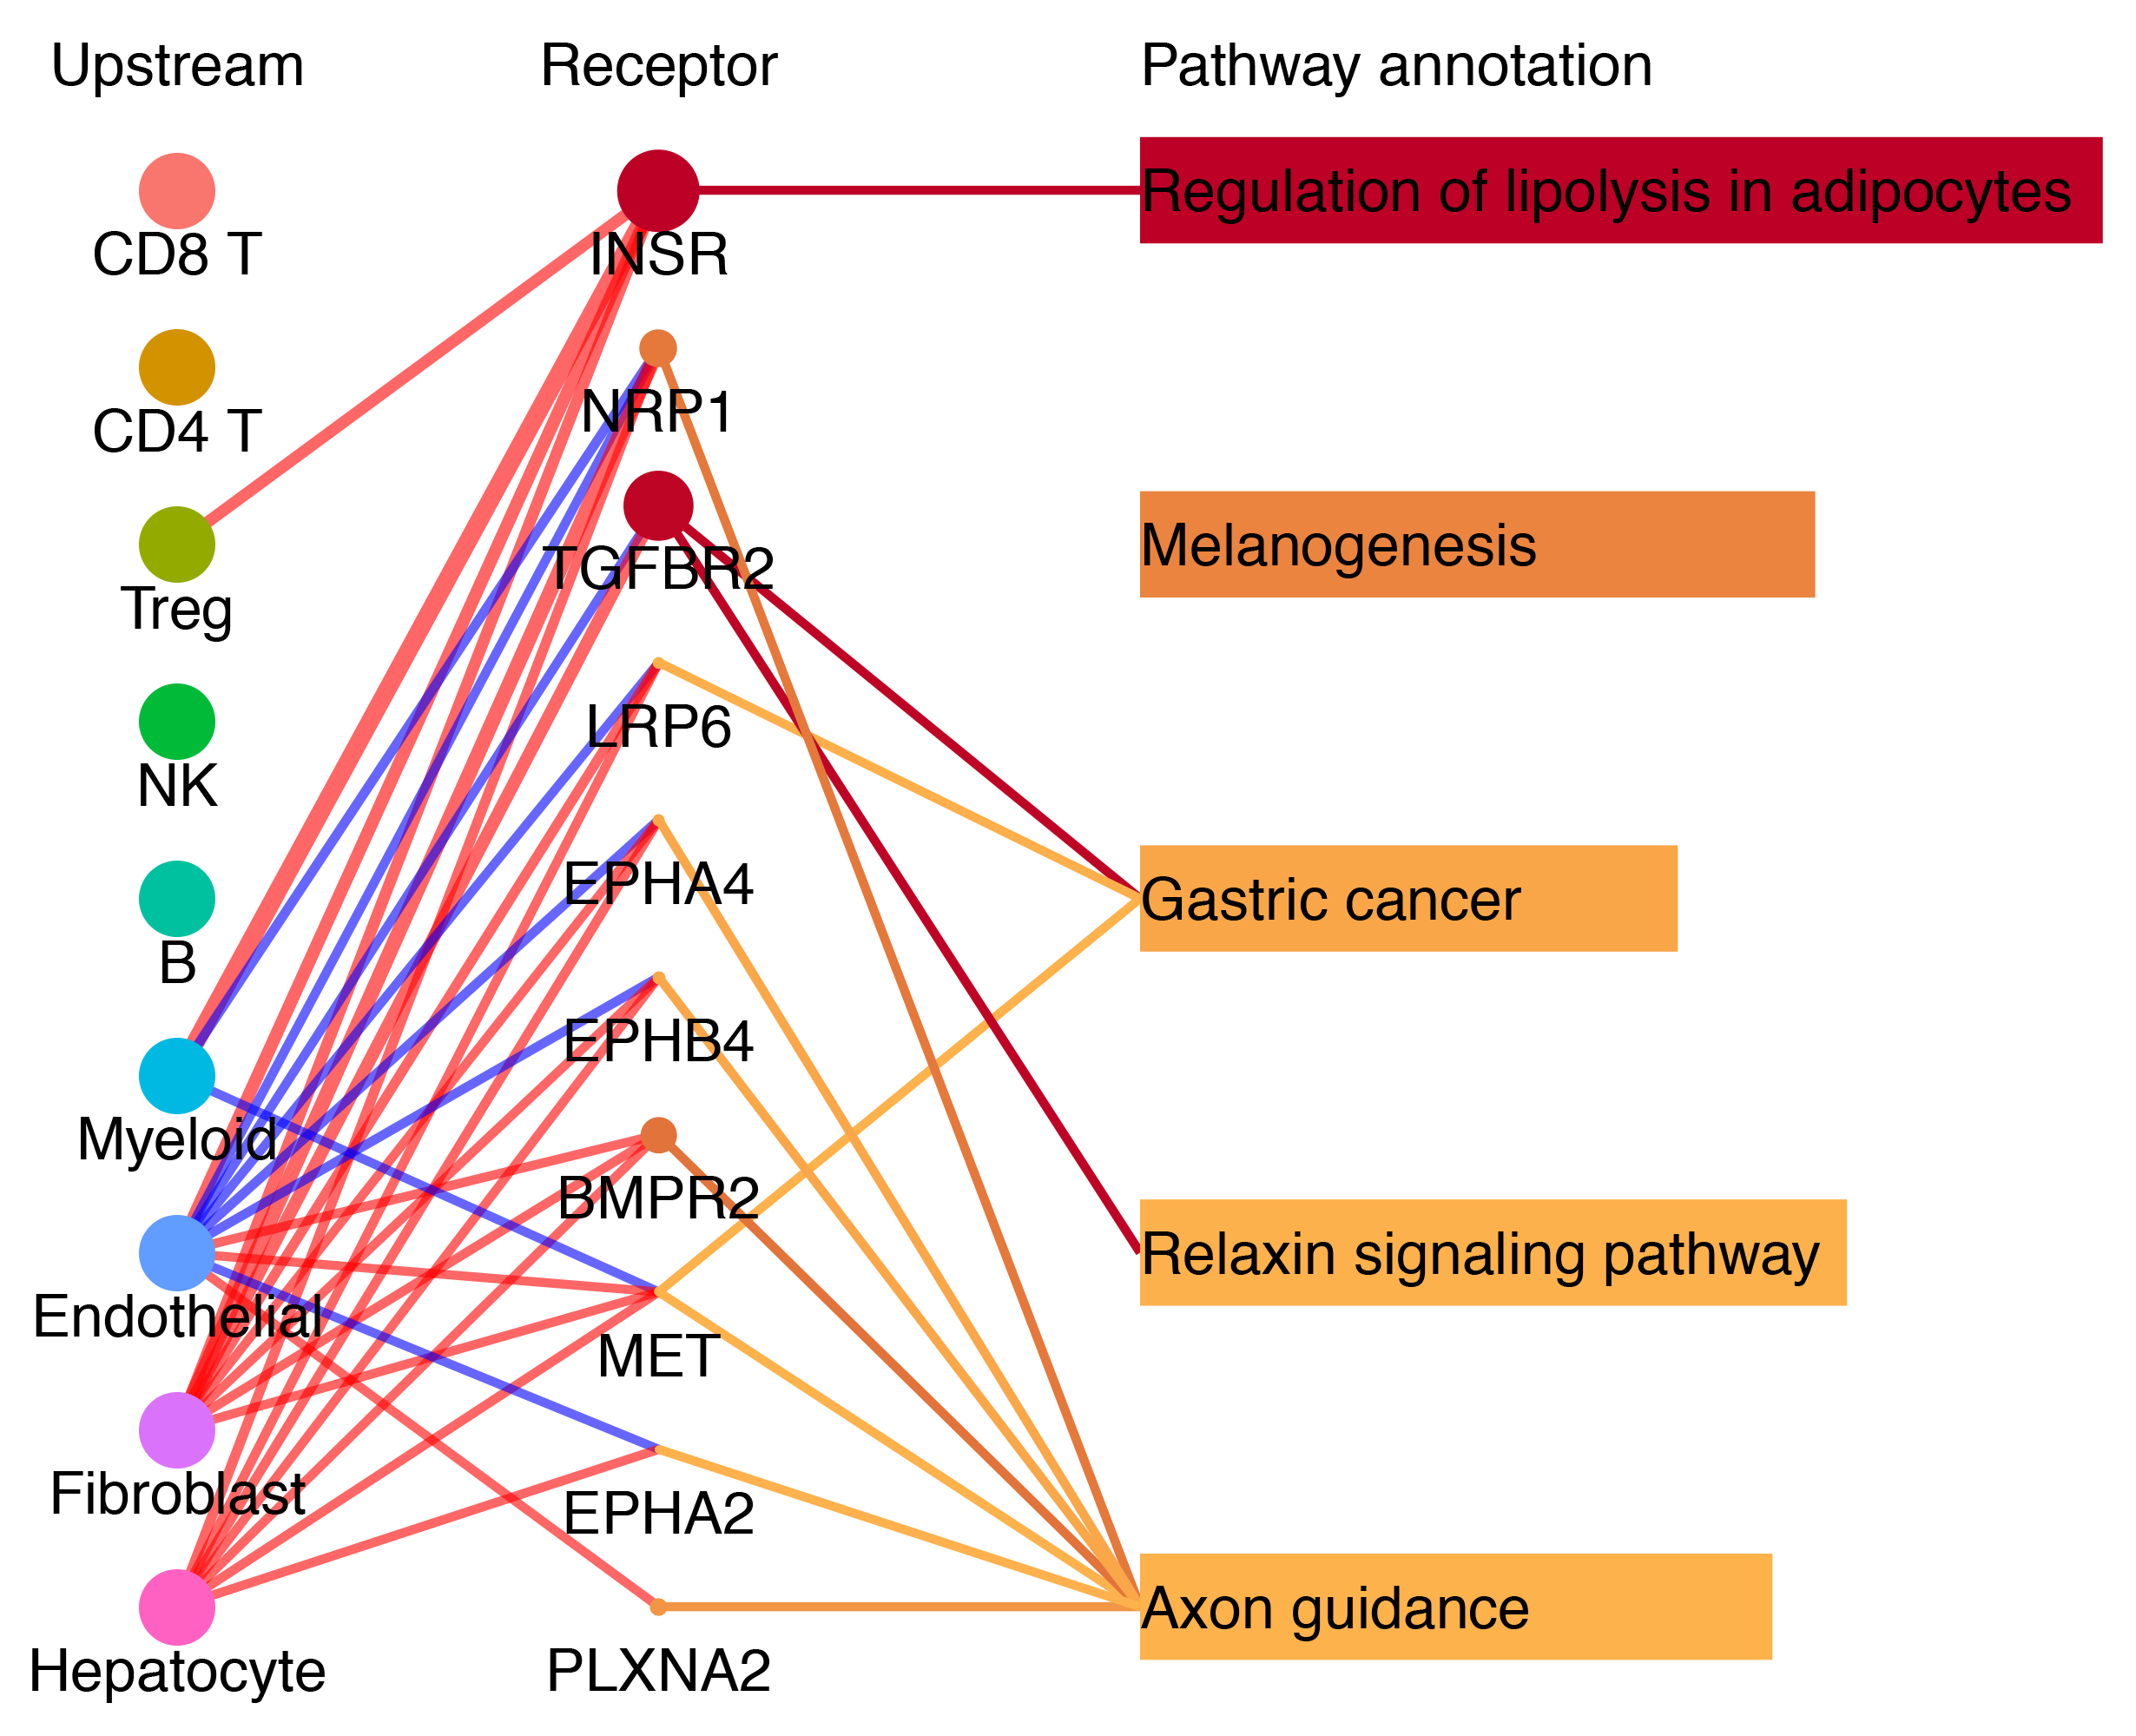 Upstream
Receptor
Pathway annotation
CD8 T
CD4 T
Treg
NK
B
Myeloid
Endothelial
Fibroblast
Hepatocyte
INSR
NRP1
TGFBR2
LRP6
EPHA4
EPHB4
BMPR2
MET
EPHA2
PLXNA2
Regulation of lipolysis in adipocytes
Melanogenesis
Gastric cancer
Relaxin signaling pathway
Axon guidance